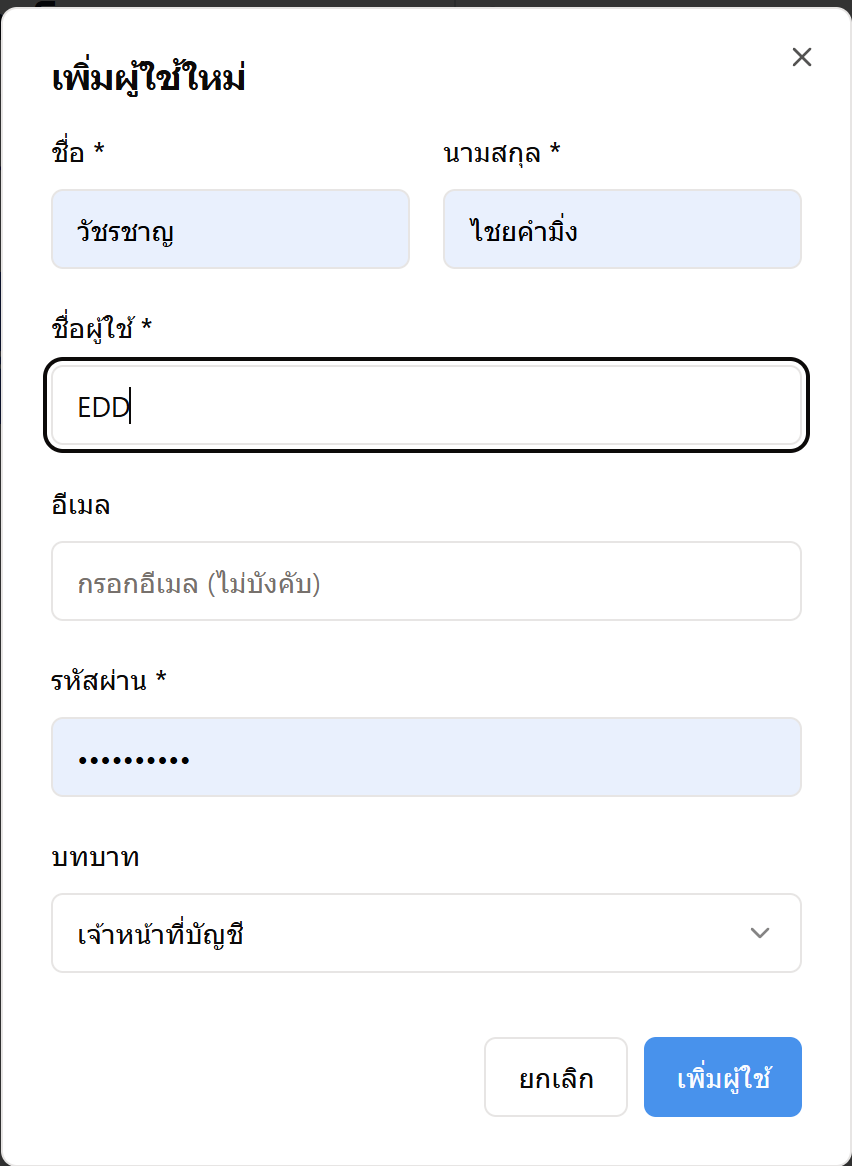 เพิ่มผู้ใช้ใหม่
ชื่อ * นามสกุล *
วัชรชาญ ไชยคำมิ่ง
ชื่อผู้ใช้ *
EDD
อีเมล
กรอกอีเมล (ไม่บังคับ)
รหัสผ่าน *
••••••••••
บทบาท
เจ้าหน้าที่บัญชี
ยกเลิก เพิ่มผู้ใช้